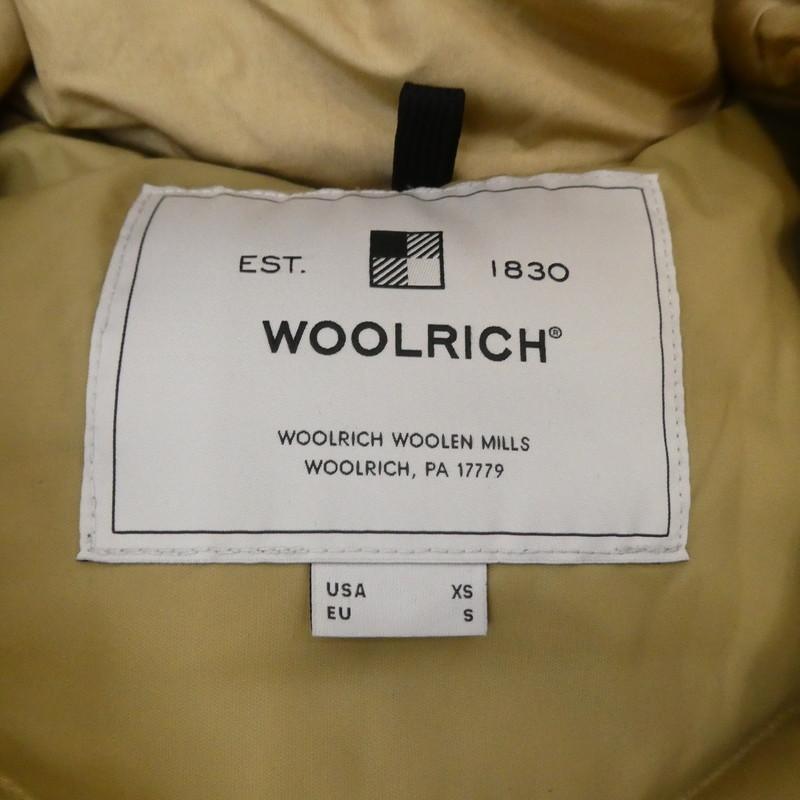 EST. 1830
WOOLRICH®
WOOLRICH WOOLEN MILLS
WOOLRICH, PA 17779
USA XS
EU S